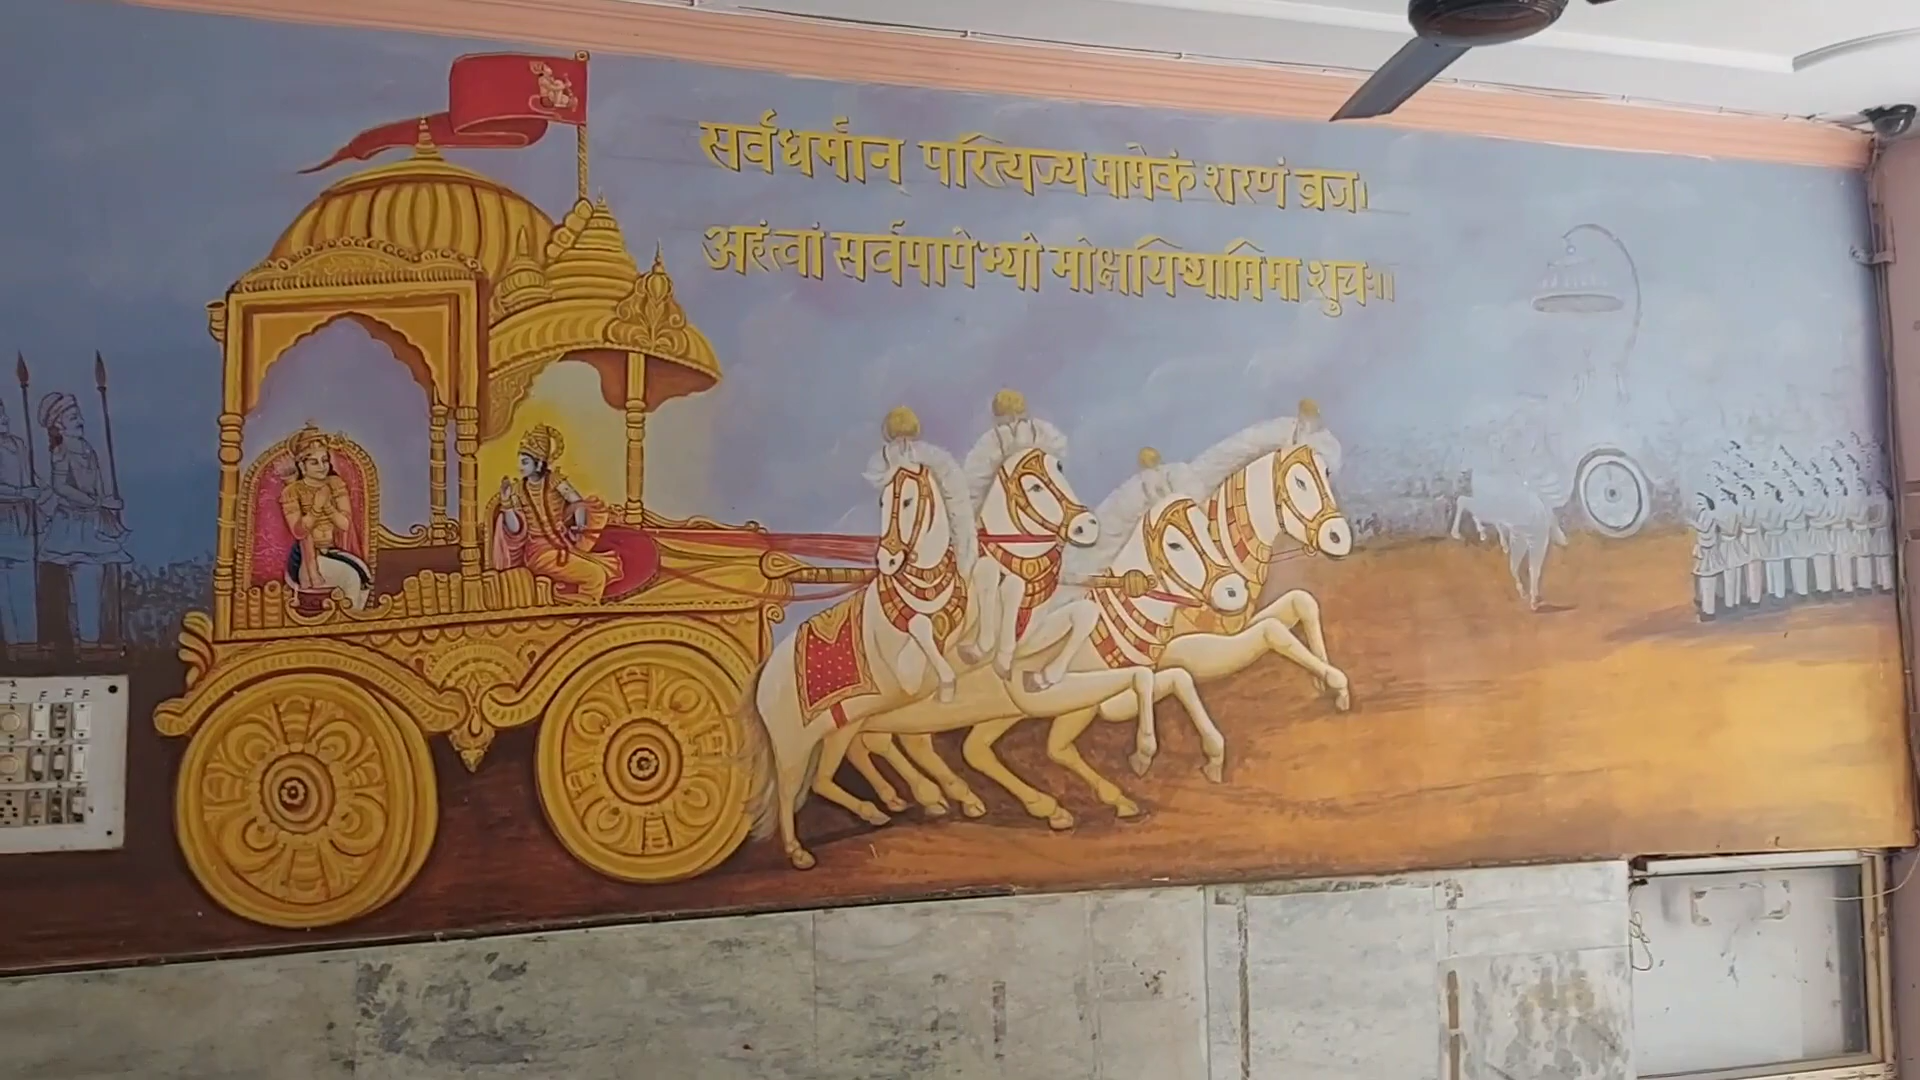 सर्वधर्मान् परित्यज्य मामेकं शरणं व्रज।
अहंत्वां सर्वपापेभ्यो मोक्षयिष्यामि मा शुचः।।
F F F F